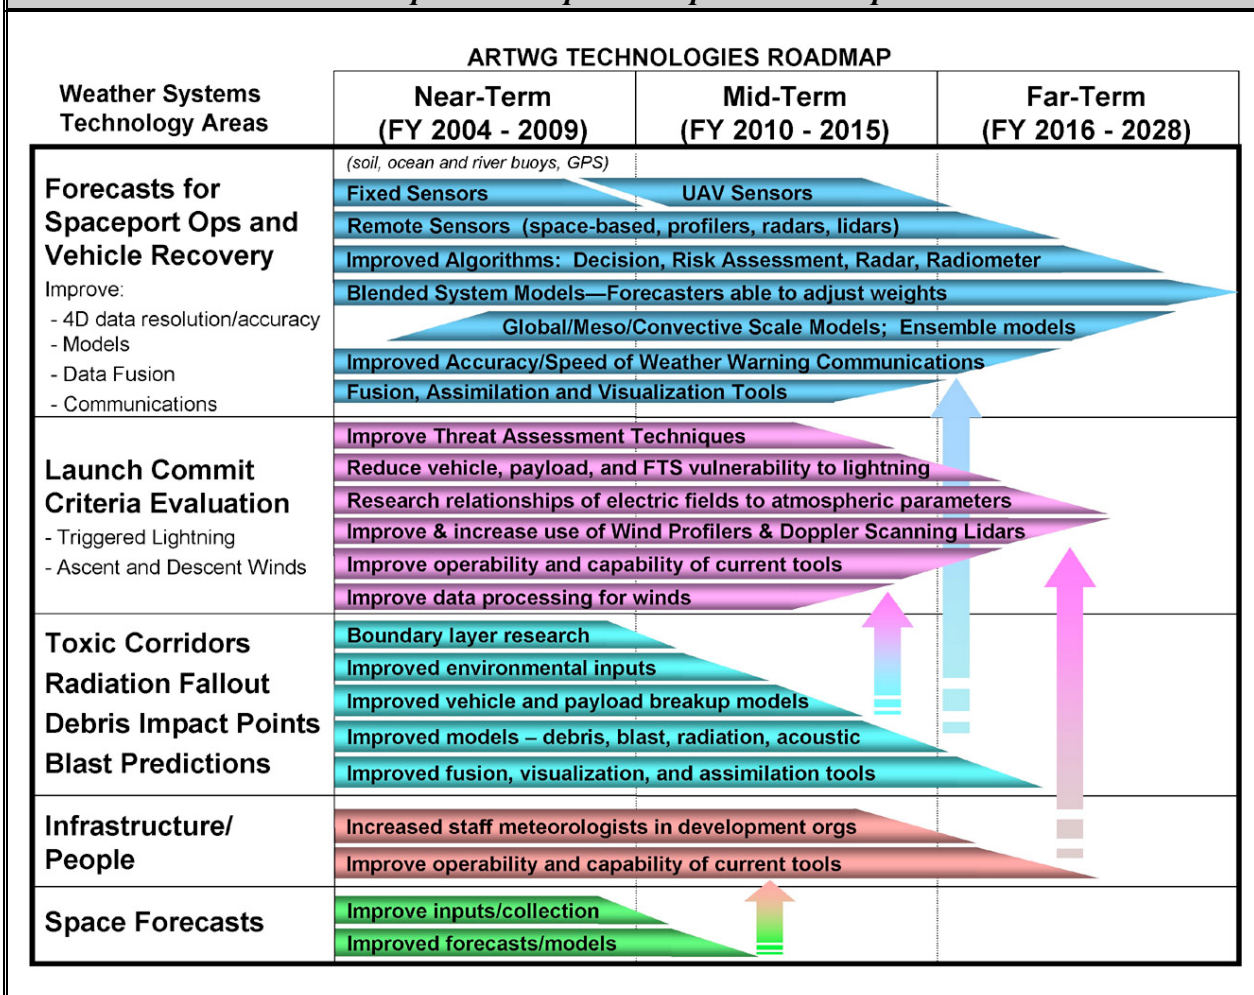 ARTWG TECHNOLOGIES ROADMAP
Weather Systems
Technology Areas
Near-Term
(FY 2004 - 2009)
Mid-Term
(FY 2010 - 2015)
Far-Term
(FY 2016 - 2028)
Forecasts for
Spaceport Ops and
Vehicle Recovery
Improve:
- 4D data resolution/accuracy
- Models
- Data Fusion
- Communications
(soil, ocean and river buoys, GPS)
Fixed Sensors
UAV Sensors
Remote Sensors (space-based, profilers, radars, lidars)
Improved Algorithms: Decision, Risk Assessment, Radar, Radiometer
Blended System Models—Forecasters able to adjust weights
Global/Meso/Convective Scale Models; Ensemble models
Improved Accuracy/Speed of Weather Warning Communications
Fusion, Assimilation and Visualization Tools
Launch Commit
Criteria Evaluation
- Triggered Lightning
- Ascent and Descent Winds
Improve Threat Assessment Techniques
Reduce vehicle, payload, and FTS vulnerability to lightning
Research relationships of electric fields to atmospheric parameters
Improve & increase use of Wind Profilers & Doppler Scanning Lidars
Improve operability and capability of current tools
Improve data processing for winds
Toxic Corridors
Radiation Fallout
Debris Impact Points
Blast Predictions
Boundary layer research
Improved environmental inputs
Improved vehicle and payload breakup models
Improved models – debris, blast, radiation, acoustic
Improved fusion, visualization, and assimilation tools
Infrastructure/
People
Increased staff meteorologists in development orgs
Improve operability and capability of current tools
Space Forecasts
Improve inputs/collection
Improved forecasts/models